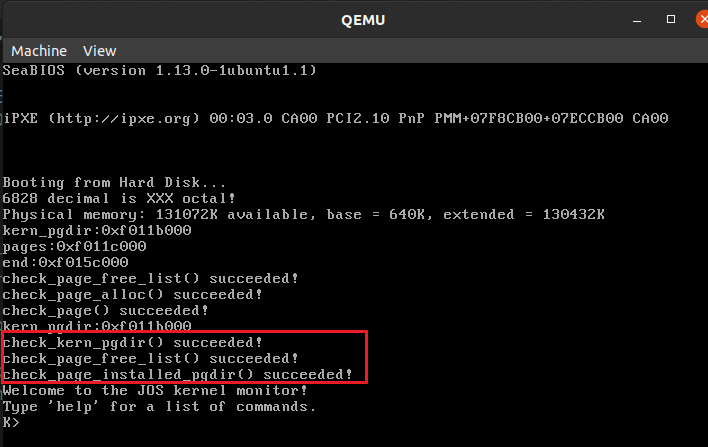 QEMU
Machine View
SeaBIOS (version 1.13.0-1ubuntu1.1)
iPXE (http://ipxe.org) 00:03.0 CA00 PCI2.10 PnP PMM+07F8CB00+07ECCB00 CA00
Booting from Hard Disk...
6828 decimal is XXX octal!
Physical memory: 131072K available, base = 640K, extended = 130432K
kern_pgdir:0xf011b000
pages:0xf011c000
end:0xf015c000
check_page_free_list() succeeded!
check_page_alloc() succeeded!
check_page() succeeded!
kern_pgdir:0xf011b000
check_kern_pgdir() succeeded!
check_page_free_list() succeeded!
check_page_installed_pgdir() succeeded!
Welcome to the JOS kernel monitor!
Type 'help' for a list of commands.
K>